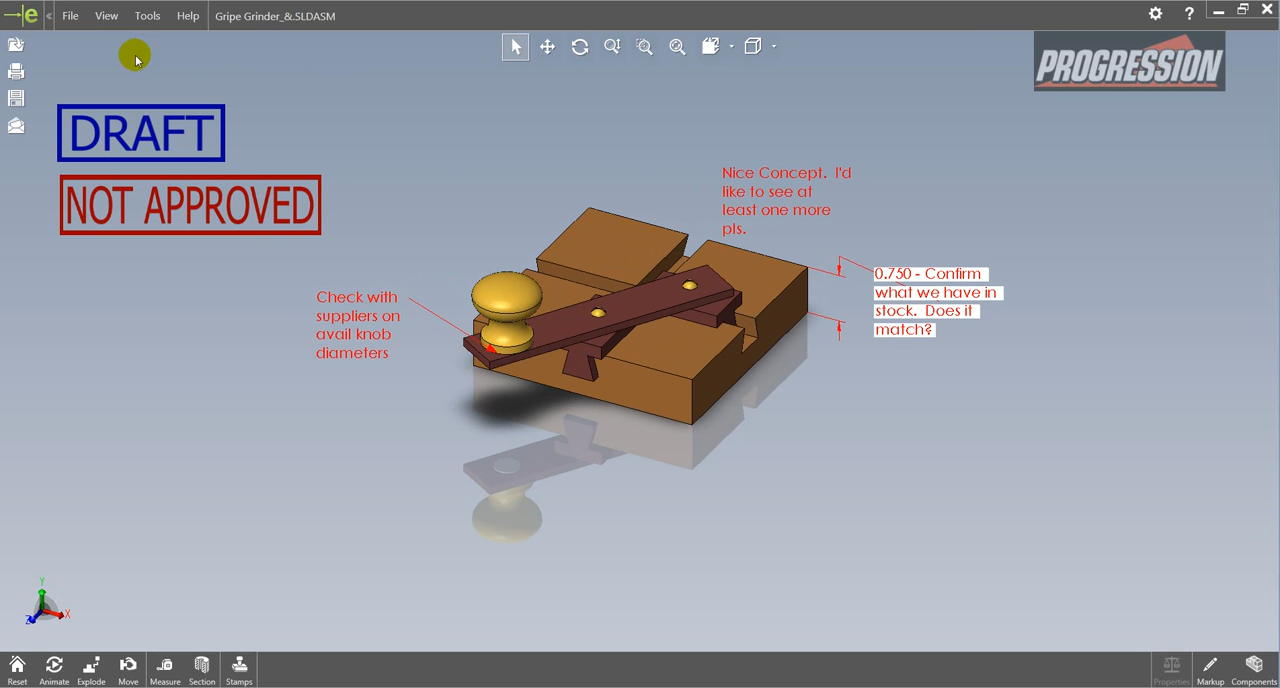 File View Tools Help Gripe Grinder_&.SLDASM
PROGRESSION
DRAFT
NOT APPROVED
Nice Concept. I'd
like to see at
least one more
pls.
0.750 - Confirm
what we have in
stock. Does it
match?
Check with
suppliers on
avail knob
diameters
Y
X
Z
Reset Animate Explode Move Measure Section Stamps Properties Markup Components